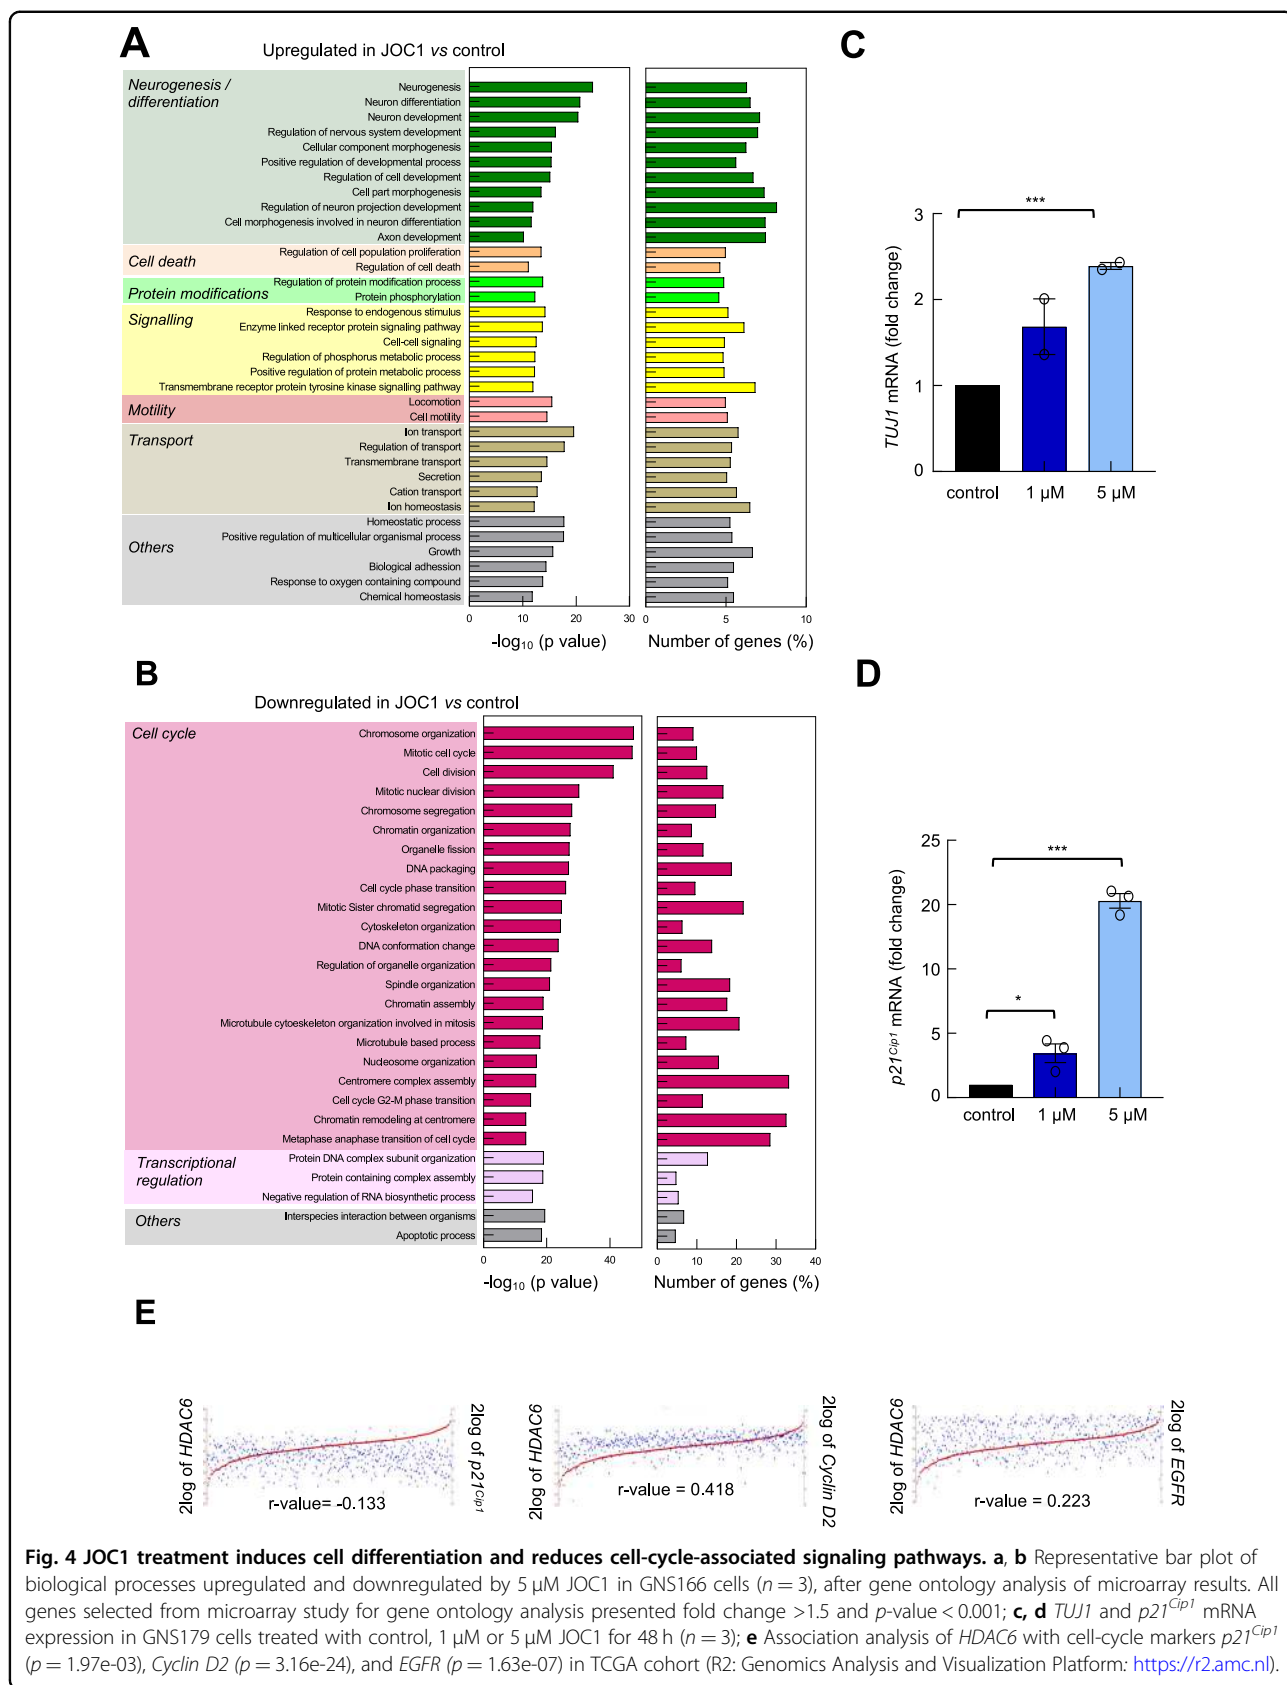 A
Upregulated in JOC1 vs control
Neurogenesis /
differentiation
Neurogenesis
Neuron differentiation
Neuron development
Regulation of nervous system development
Cellular component morphogenesis
Positive regulation of developmental process
Regulation of cell development
Cell part morphogenesis
Regulation of neuron projection development
Cell morphogenesis involved in neuron differentiation
Axon development
Cell death
Regulation of cell population proliferation
Regulation of cell death
Protein modifications
Regulation of protein modification process
Protein phosphorylation
Signalling
Response to endogenous stimulus
Enzyme linked receptor protein signaling pathway
Cell-cell signaling
Regulation of phosphorus metabolic process
Positive regulation of protein metabolic process
Transmembrane receptor protein tyrosine kinase signalling pathway
Motility
Locomotion
Cell motility
Transport
Ion transport
Regulation of transport
Transmembrane transport
Secretion
Cation transport
Ion homeostasis
Others
Homeostatic process
Positive regulation of multicellular organismal process
Growth
Biological adhession
Response to oxygen containing compound
Chemical homeostasis
0 10 20 30
-log10 (p value)
0 5 10
Number of genes (%)
C
TUJ1 mRNA (fold change)
3
2
1
0
***
control 1 µM 5 µM
B
Downregulated in JOC1 vs control
Cell cycle
Chromosome organization
Mitotic cell cycle
Cell division
Mitotic nuclear division
Chromosome segregation
Chromatin organization
Organelle fission
DNA packaging
Cell cycle phase transition
Mitotic Sister chromatid segregation
Cytoskeleton organization
DNA conformation change
Regulation of organelle organization
Spindle organization
Chromatin assembly
Microtubule cytoeskeleton organization involved in mitosis
Microtubule based process
Nucleosome organization
Centromere complex assembly
Cell cycle G2-M phase transition
Chromatin remodeling at centromere
Metaphase anaphase transition of cell cycle
Transcriptional
regulation
Protein DNA complex subunit organization
Protein containing complex assembly
Negative regulation of RNA biosynthetic process
Others
Interspecies interaction between organisms
Apoptotic process
0 20 40
-log10 (p value)
0 10 20 30 40
Number of genes (%)
D
p21Cip1 mRNA (fold change)
25
20
10
5
0
***
*
control 1 µM 5 µM
E
2log of HDAC6
r-value= -0.133
2log of p21Cip1
2log of HDAC6
r-value = 0.418
2log of Cyclin D2
2log of HDAC6
r-value = 0.223
2log of EGFR
Fig. 4 JOC1 treatment induces cell differentiation and reduces cell-cycle-associated signaling pathways. a, b Representative bar plot of
biological processes upregulated and downregulated by 5 µM JOC1 in GNS166 cells (n = 3), after gene ontology analysis of microarray results. All
genes selected from microarray study for gene ontology analysis presented fold change >1.5 and p-value < 0.001; c, d TUJ1 and p21Cip1 mRNA
expression in GNS179 cells treated with control, 1 µM or 5 µM JOC1 for 48 h (n = 3); e Association analysis of HDAC6 with cell-cycle markers p21Cip1
(p = 1.97e-03), Cyclin D2 (p = 3.16e-24), and EGFR (p = 1.63e-07) in TCGA cohort (R2: Genomics Analysis and Visualization Platform: https://r2.amc.nl).